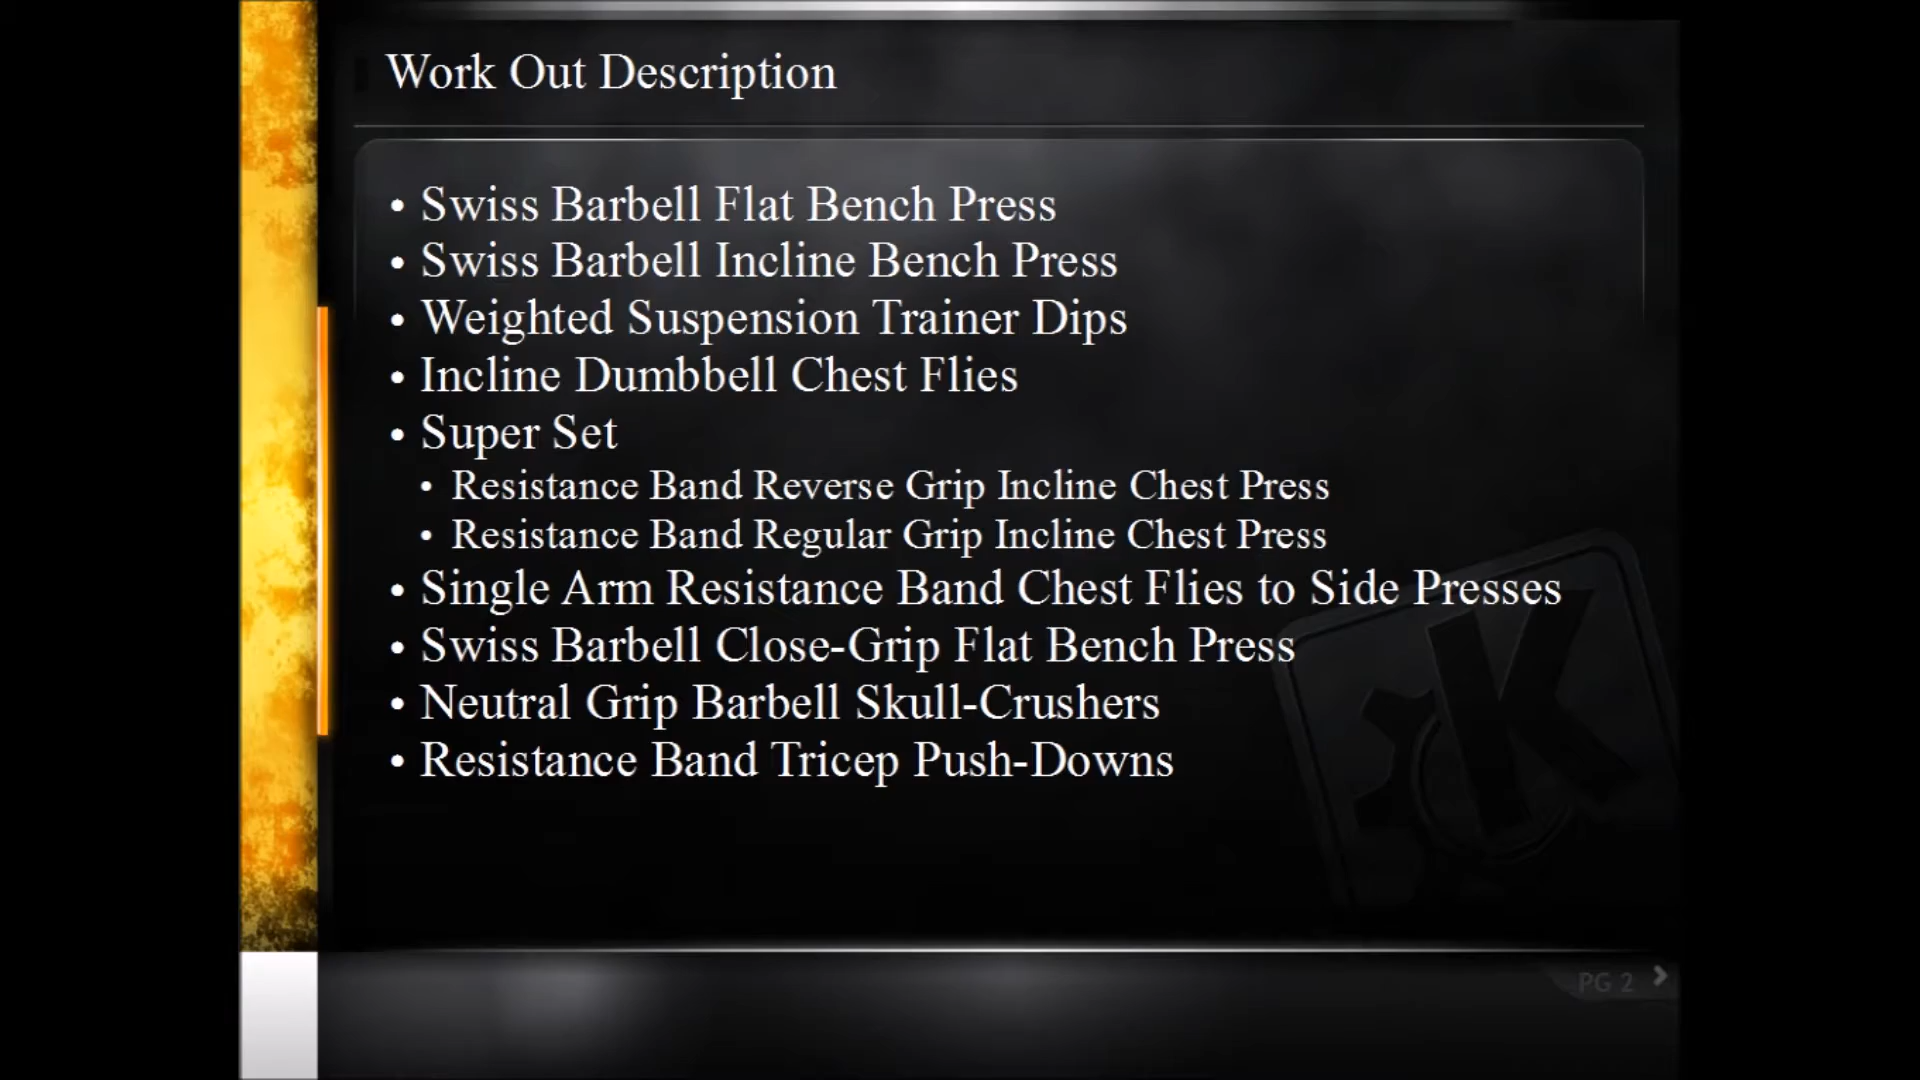 Work Out Description
• Swiss Barbell Flat Bench Press
• Swiss Barbell Incline Bench Press
• Weighted Suspension Trainer Dips
• Incline Dumbbell Chest Flies
• Super Set
• Resistance Band Reverse Grip Incline Chest Press
• Resistance Band Regular Grip Incline Chest Press
• Single Arm Resistance Band Chest Flies to Side Presses
• Swiss Barbell Close-Grip Flat Bench Press
• Neutral Grip Barbell Skull-Crushers
• Resistance Band Tricep Push-Downs
K
PG 2